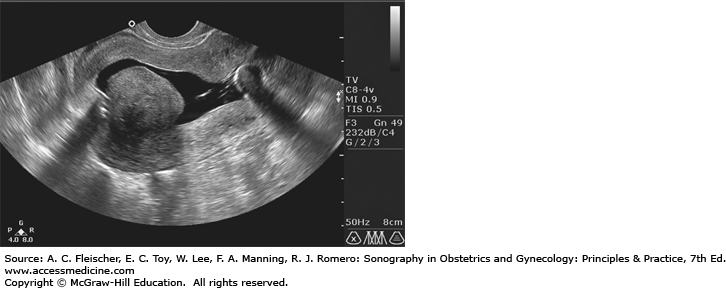 TV
C8-4v
MI 0.9
TIS 0.5
F3 Gn 49
232dB/C4
G/2/3
G
P R
4.0 8.0
50Hz 8cm
Source: A. C. Fleischer, E. C. Toy, W. Lee, F. A. Manning, R. J. Romero: Sonography in Obstetrics and Gynecology: Principles & Practice, 7th Ed.
www.accessmedicine.com
Copyright © McGraw-Hill Education. All rights reserved.